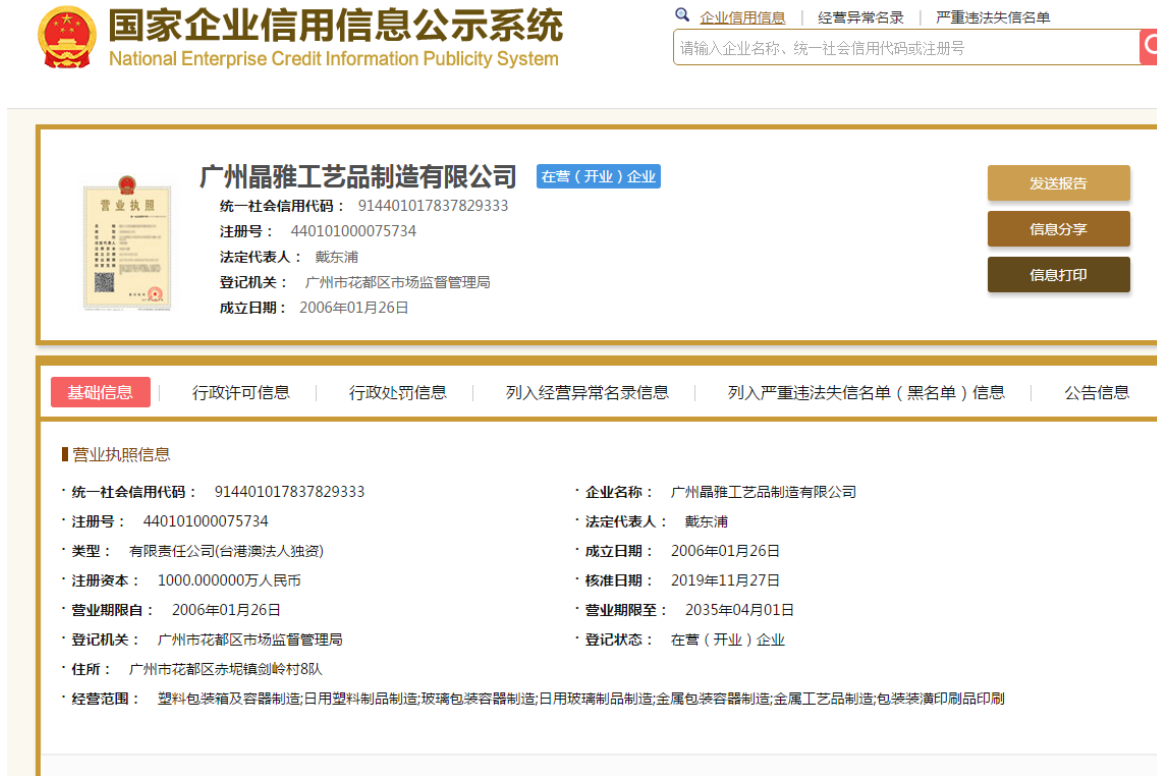 国家企业信用信息公示系统
National Enterprise Credit Information Publicity System
企业信用信息 | 经营异常名录 | 严重违法失信名单
请输入企业名称、统一社会信用代码或注册号
广州晶雅工艺品制造有限公司 在营（开业）企业
统一社会信用代码： 914401017837829333
注册号： 440101000075734
法定代表人： 戴东浦
登记机关： 广州市花都区市场监督管理局
成立日期： 2006年01月26日
营业执照
发送报告
信息分享
信息打印
基础信息 | 行政许可信息 | 行政处罚信息 | 列入经营异常名录信息 | 列入严重违法失信名单（黑名单）信息 | 公告信息
营业执照信息
· 统一社会信用代码： 914401017837829333 · 企业名称： 广州晶雅工艺品制造有限公司
· 注册号： 440101000075734 · 法定代表人： 戴东浦
· 类型： 有限责任公司(台港澳法人独资) · 成立日期： 2006年01月26日
· 注册资本： 1000.000000万人民币 · 核准日期： 2019年11月27日
· 营业期限自： 2006年01月26日 · 营业期限至： 2035年04月01日
· 登记机关： 广州市花都区市场监督管理局 · 登记状态： 在营（开业）企业
· 住所： 广州市花都区赤坭镇剑岭村8队
· 经营范围： 塑料包装箱及容器制造;日用塑料制品制造;玻璃包装容器制造;日用玻璃制品制造;金属包装容器制造;金属工艺品制造;包装装潢印刷品印刷